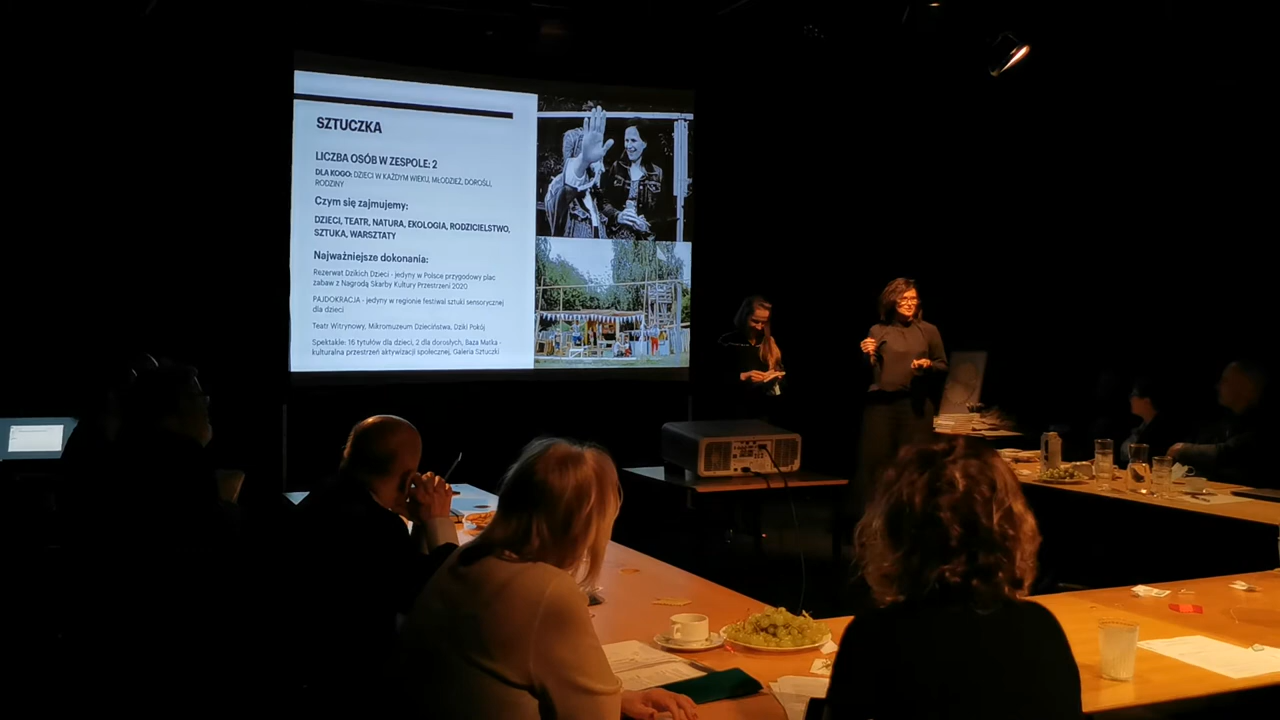 SZTUCZKA
LICZBA OSÓB W ZESPOLE: 2
DLA KOGO: DZIECI W KAŻDYM WIEKU, MŁODZIEŻ, DOROŚLI,
RODZINY
Czym się zajmujemy:
DZIECI, TEATR, NATURA, EKOLOGIA, RODZICIELSTWO,
SZTUKA, WARSZTATY
Najważniejsze dokonania:
Rezerwat Dzikich Dzieci - jedyny w Polsce przygodowy plac
zabaw z Nagrodą Skarby Kultury Przestrzeni 2020
PAJDOKRACJA - jedyny w regionie festiwal sztuki sensorycznej
dla dzieci
Teatr Witrynowy, Mikromuzeum Dzieciństwa, Dziki Pokój
Spektakle: 16 tytułów dla dzieci, 2 dla dorosłych, Baza Matka -
kulturalna przestrzeń aktywizacji społecznej, Galeria Sztuczki